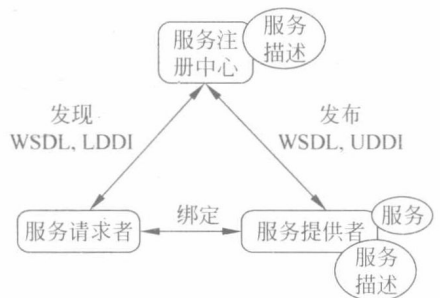 服务
描述
服务注
册中心
发现
WSDL, LDDI
发布
WSDL, UDDI
服务请求者
绑定
服务提供者
服务
服务
描述